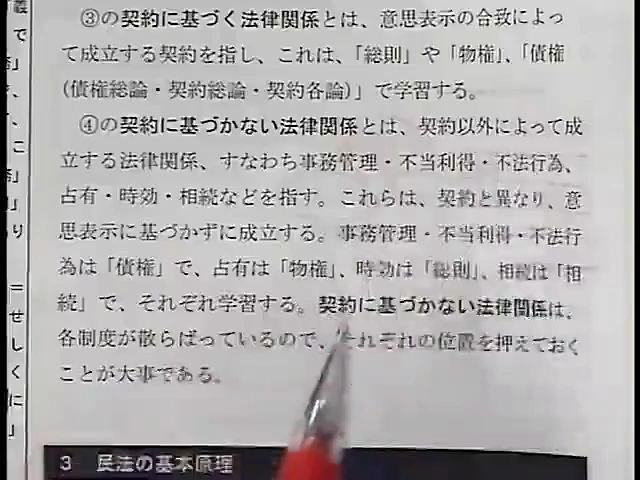 ③の契約に基づく法律関係とは、意思表示の合致によっ
て成立する契約を指し、これは、「総則」や「物権」、「債権
(債権総論・契約総論・契約各論)」で学習する。
④の契約に基づかない法律関係とは、契約以外によって成
立する法律関係、すなわち事務管理・不当利得・不法行為、
占有・時効・相続などを指す。これらは、契約と異なり、意
思表示に基づかずに成立する。事務管理・不当利得・不法行
為は「債権」で、占有は「物権」、時効は「総則」、相続は「相
続」で、それぞれ学習する。契約に基づかない法律関係は、
各制度が散らばっているので、それぞれの位置を押えておく
ことが大事である。
3 民法の基本原理